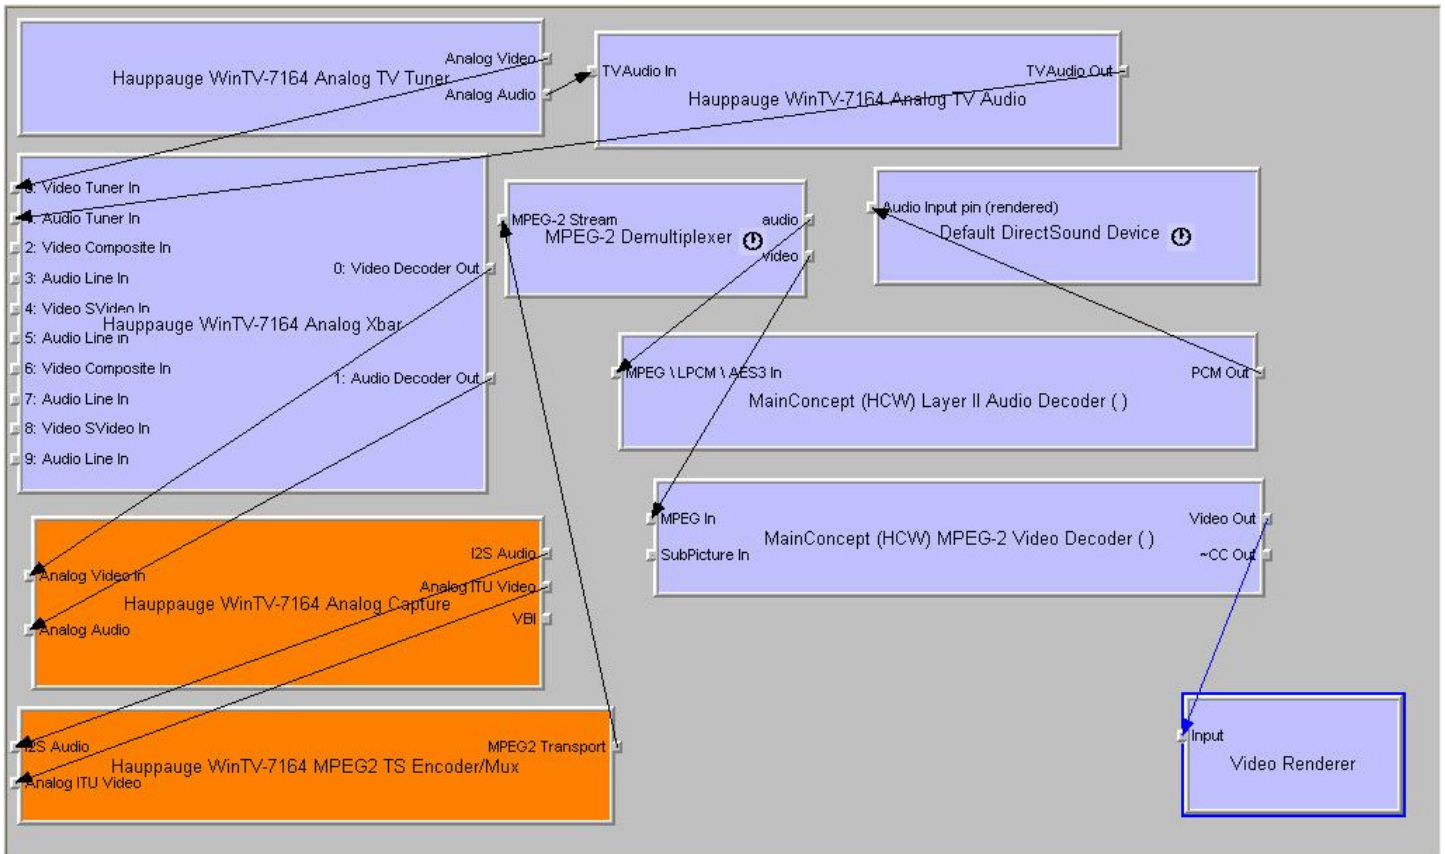 Analog Video
Hauppauge WinTV-7164 Analog TV Tuner
Analog Audio
TVAudio In
TVAudio Out
Hauppauge WinTV-7164 Analog TV Audio
0: Video Tuner In
1: Audio Tuner In
2: Video Composite In
3: Audio Line In
4: Video SVideo In
5: Audio Line in
6: Video Composite In
7: Audio Line In
8: Video SVideo In
9: Audio Line In
0: Video Decoder Out
Hauppauge WinTV-7164 Analog Xbar
1: Audio Decoder Out
MPEG-2 Stream
audio
MPEG-2 Demultiplexer
video
Audio Input pin (rendered)
Default DirectSound Device
MPEG \ LPCM \ AES3 In
PCM Out
MainConcept (HCW) Layer II Audio Decoder ( )
MPEG In
Video Out
MainConcept (HCW) MPEG-2 Video Decoder ( )
SubPicture In
~CC Out
I2S Audio
Analog Video In
Analog ITU Video
Hauppauge WinTV-7164 Analog Capture
VBI
Analog Audio
I2S Audio
MPEG2 Transport
Hauppauge WinTV-7164 MPEG2 TS Encoder/Mux
Analog ITU Video
Input
Video Renderer